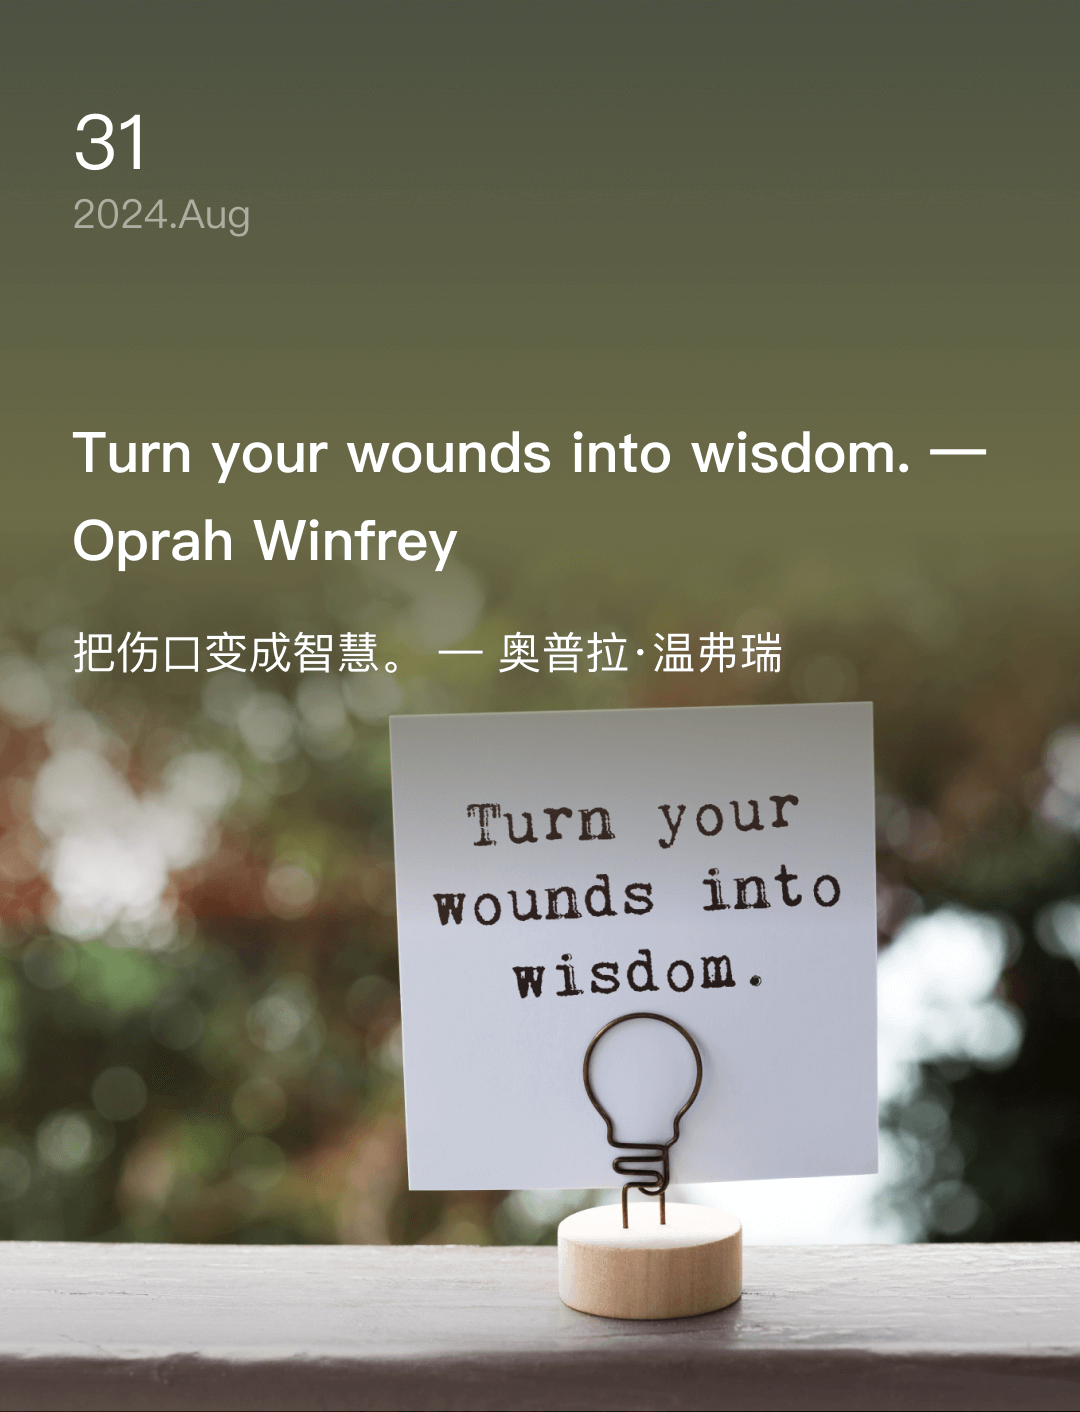 31
2024.Aug
Turn your wounds into wisdom. —
Oprah Winfrey
把伤口变成智慧。 — 奥普拉·温弗瑞
Turn your
wounds into
wisdom.